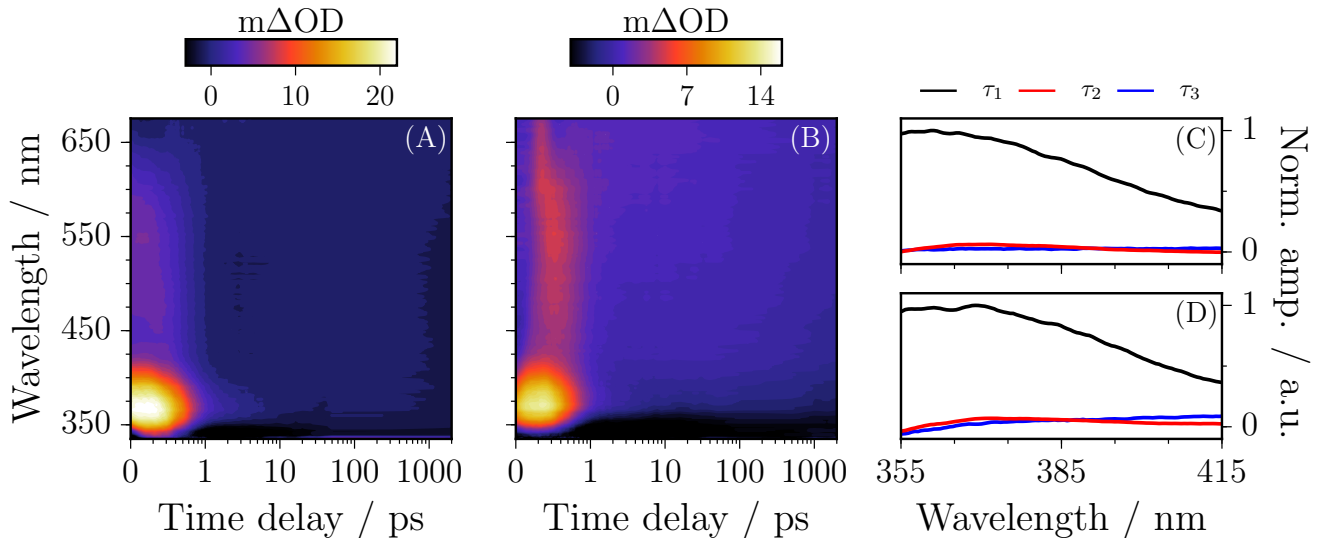 mΔOD
mΔOD
0 10 20
0 7 14
τ₁ τ₂ τ₃
Wavelength / nm
650
550
450
350
(A)
(B)
(C)
(D)
1
0
1
0
Norm. amp. / a.u.
0 1 10 100 1000
0 1 10 100 1000
355 385 415
Time delay / ps
Time delay / ps
Wavelength / nm